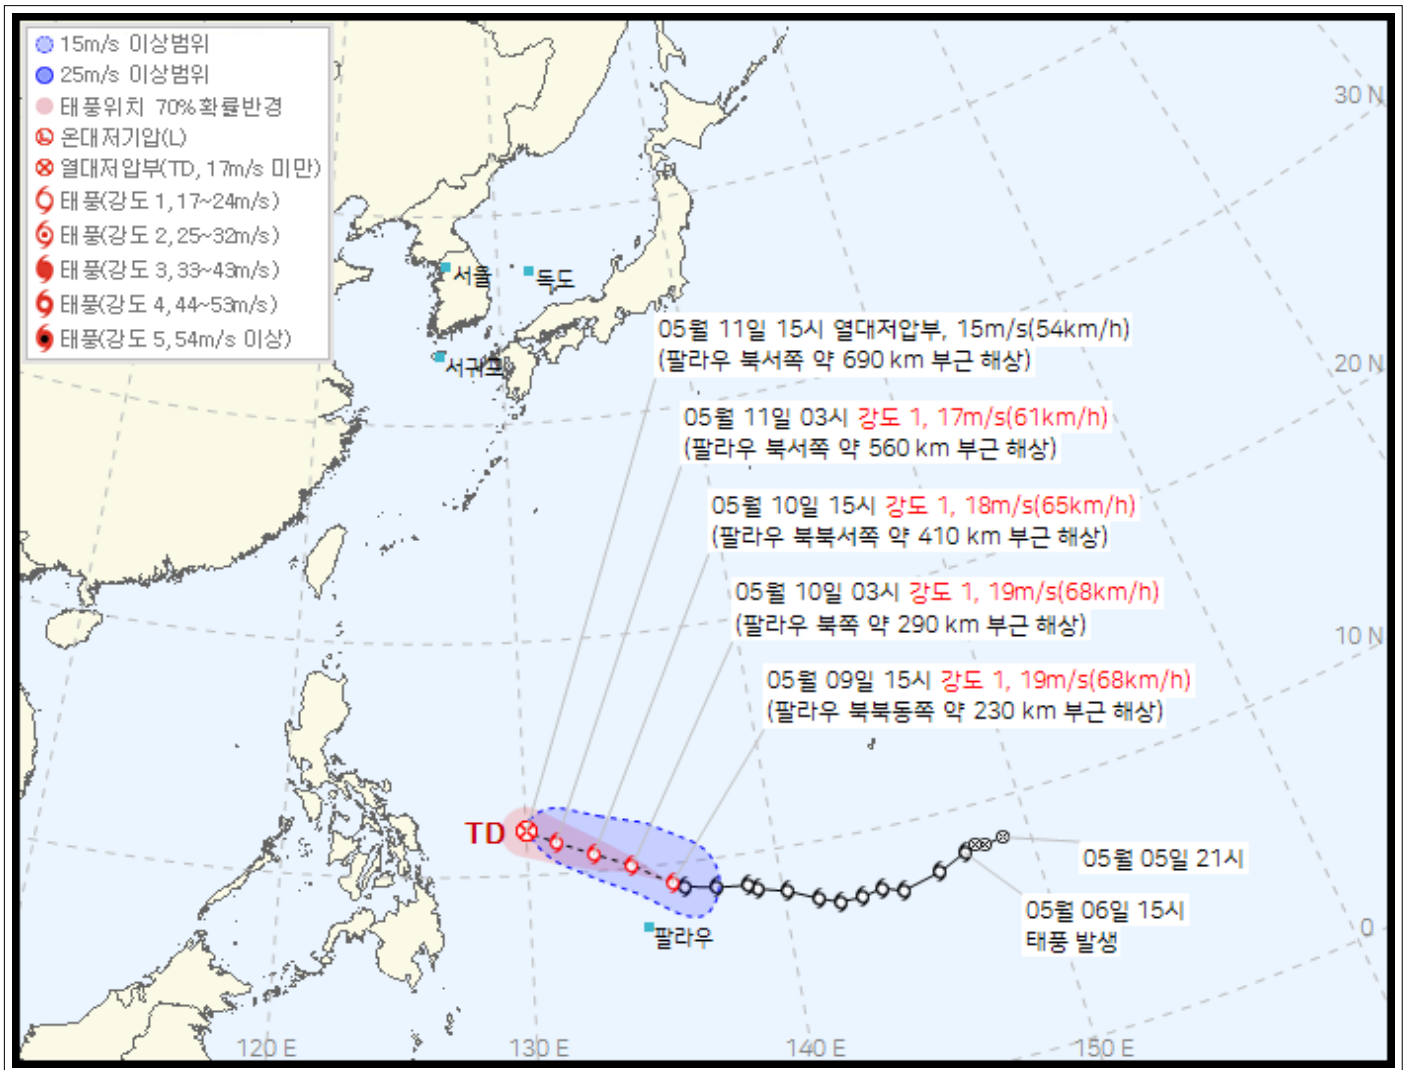 15m/s 이상범위
25m/s 이상범위
태풍위치 70%확률반경
온대저기압(L)
열대저압부(TD, 17m/s 미만)
태풍(강도 1, 17~24m/s)
태풍(강도 2, 25~32m/s)
태풍(강도 3, 33~43m/s)
태풍(강도 4, 44~53m/s)
태풍(강도 5, 54m/s 이상)
30 N
서울
독도
05월 11일 15시 열대저압부, 15m/s(54km/h)
(팔라우 북서쪽 약 690 km 부근 해상)
서귀포
20 N
05월 11일 03시 강도 1, 17m/s(61km/h)
(팔라우 북서쪽 약 560 km 부근 해상)
05월 10일 15시 강도 1, 18m/s(65km/h)
(팔라우 북북서쪽 약 410 km 부근 해상)
05월 10일 03시 강도 1, 19m/s(68km/h)
(팔라우 북쪽 약 290 km 부근 해상)
10 N
05월 09일 15시 강도 1, 19m/s(68km/h)
(팔라우 북북동쪽 약 230 km 부근 해상)
TD
05월 05일 21시
05월 06일 15시
태풍 발생
팔라우
0
120 E
130 E
140 E
150 E